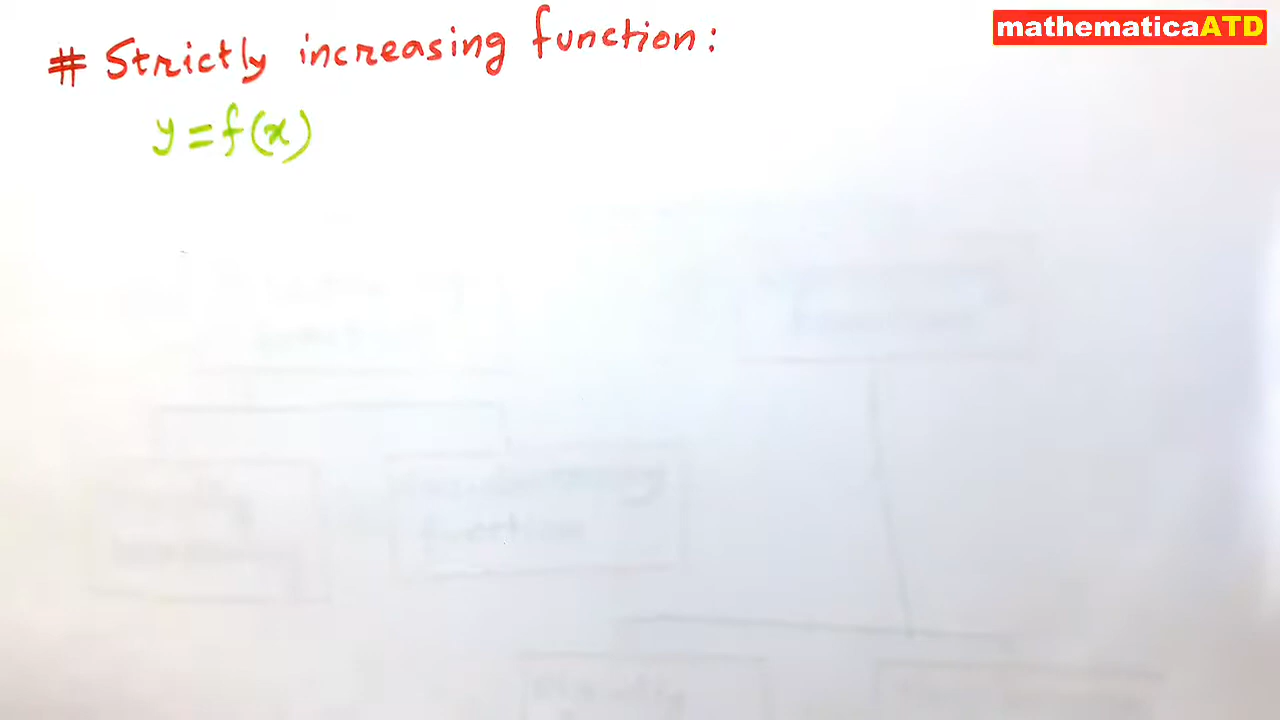 mathematicaATD
# Strictly increasing function:
y=f(x)